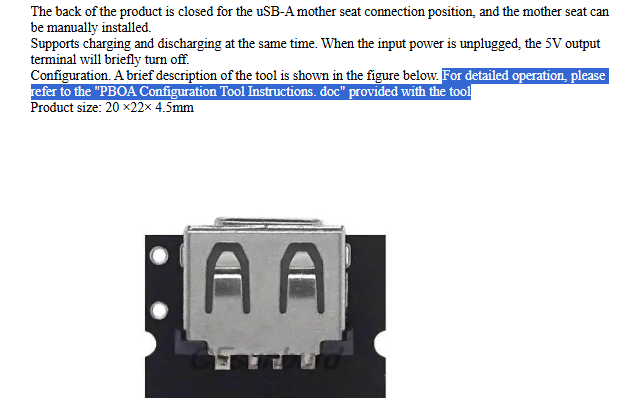 The back of the product is closed for the uSB-A mother seat connection position, and the mother seat can
be manually installed.
Supports charging and discharging at the same time. When the input power is unplugged, the 5V output
terminal will briefly turn off.
Configuration. A brief description of the tool is shown in the figure below. For detailed operation, please
refer to the "PBOA Configuration Tool Instructions. doc" provided with the tool
Product size: 20 ×22× 4.5mm